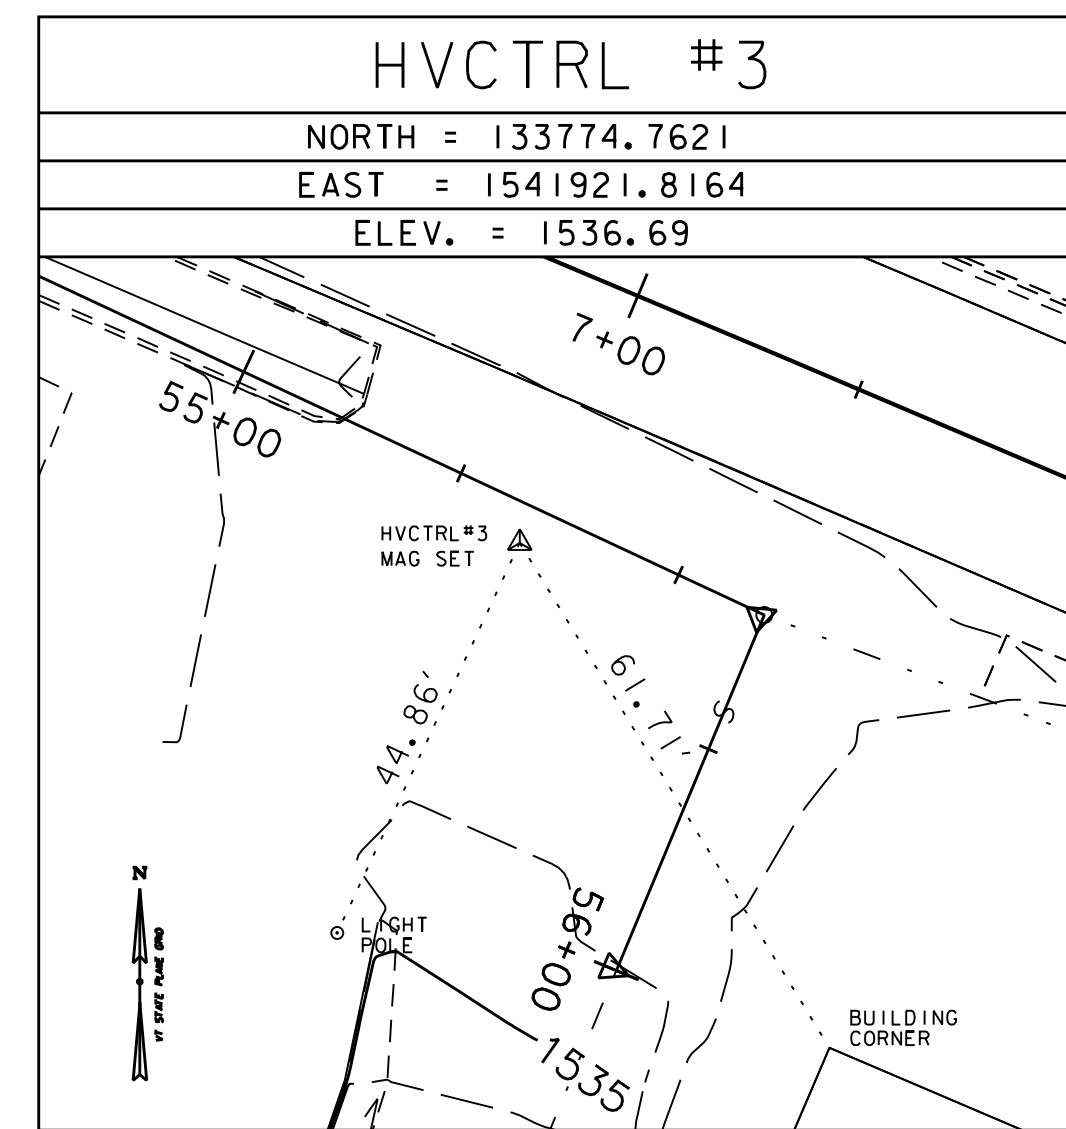 HVCTRL #3
NORTH = 133774.7621
EAST = 1541921.8164
ELEV. = 1536.69
7+00
55+00
HVCTRL#3
MAG SET
61.71'
S
44.86'
N
VT STATE PLANE GRID
LIGHT
POLE
56+00
BUILDING
CORNER
1535